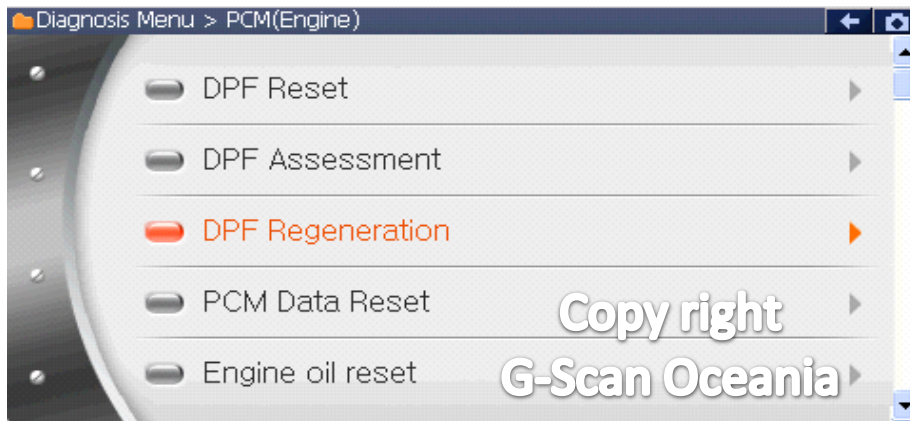 Diagnosis Menu > PCM(Engine)
DPF Reset
DPF Assessment
DPF Regeneration
PCM Data Reset
Engine oil reset
Copy right
G-Scan Oceania